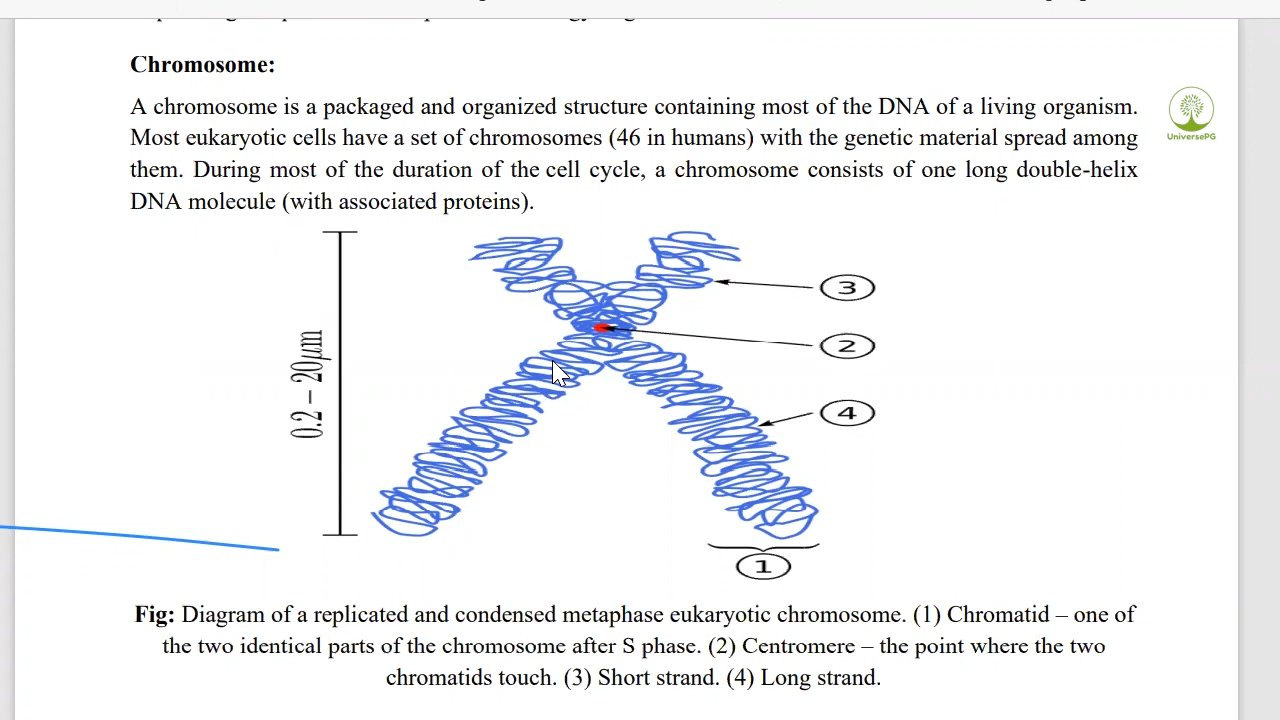 Chromosome:
A chromosome is a packaged and organized structure containing most of the DNA of a living organism.
Most eukaryotic cells have a set of chrmosomes (46 in humans) with the genetic material spread among
them. During most of the duration of the cell cycle, a chromosome consists of one long double-helix
DNA molecule (with associated proteins).
UniversePG
0.2 – 20μm
3
2
4
1
Fig: Diagram of a replicated and condensed metaphase eukaryotic chromosome. (1) Chromatid – one of
the two identical parts of the chromosome after S phase. (2) Centromere – the point where the two
chromatids touch. (3) Short strand. (4) Long strand.